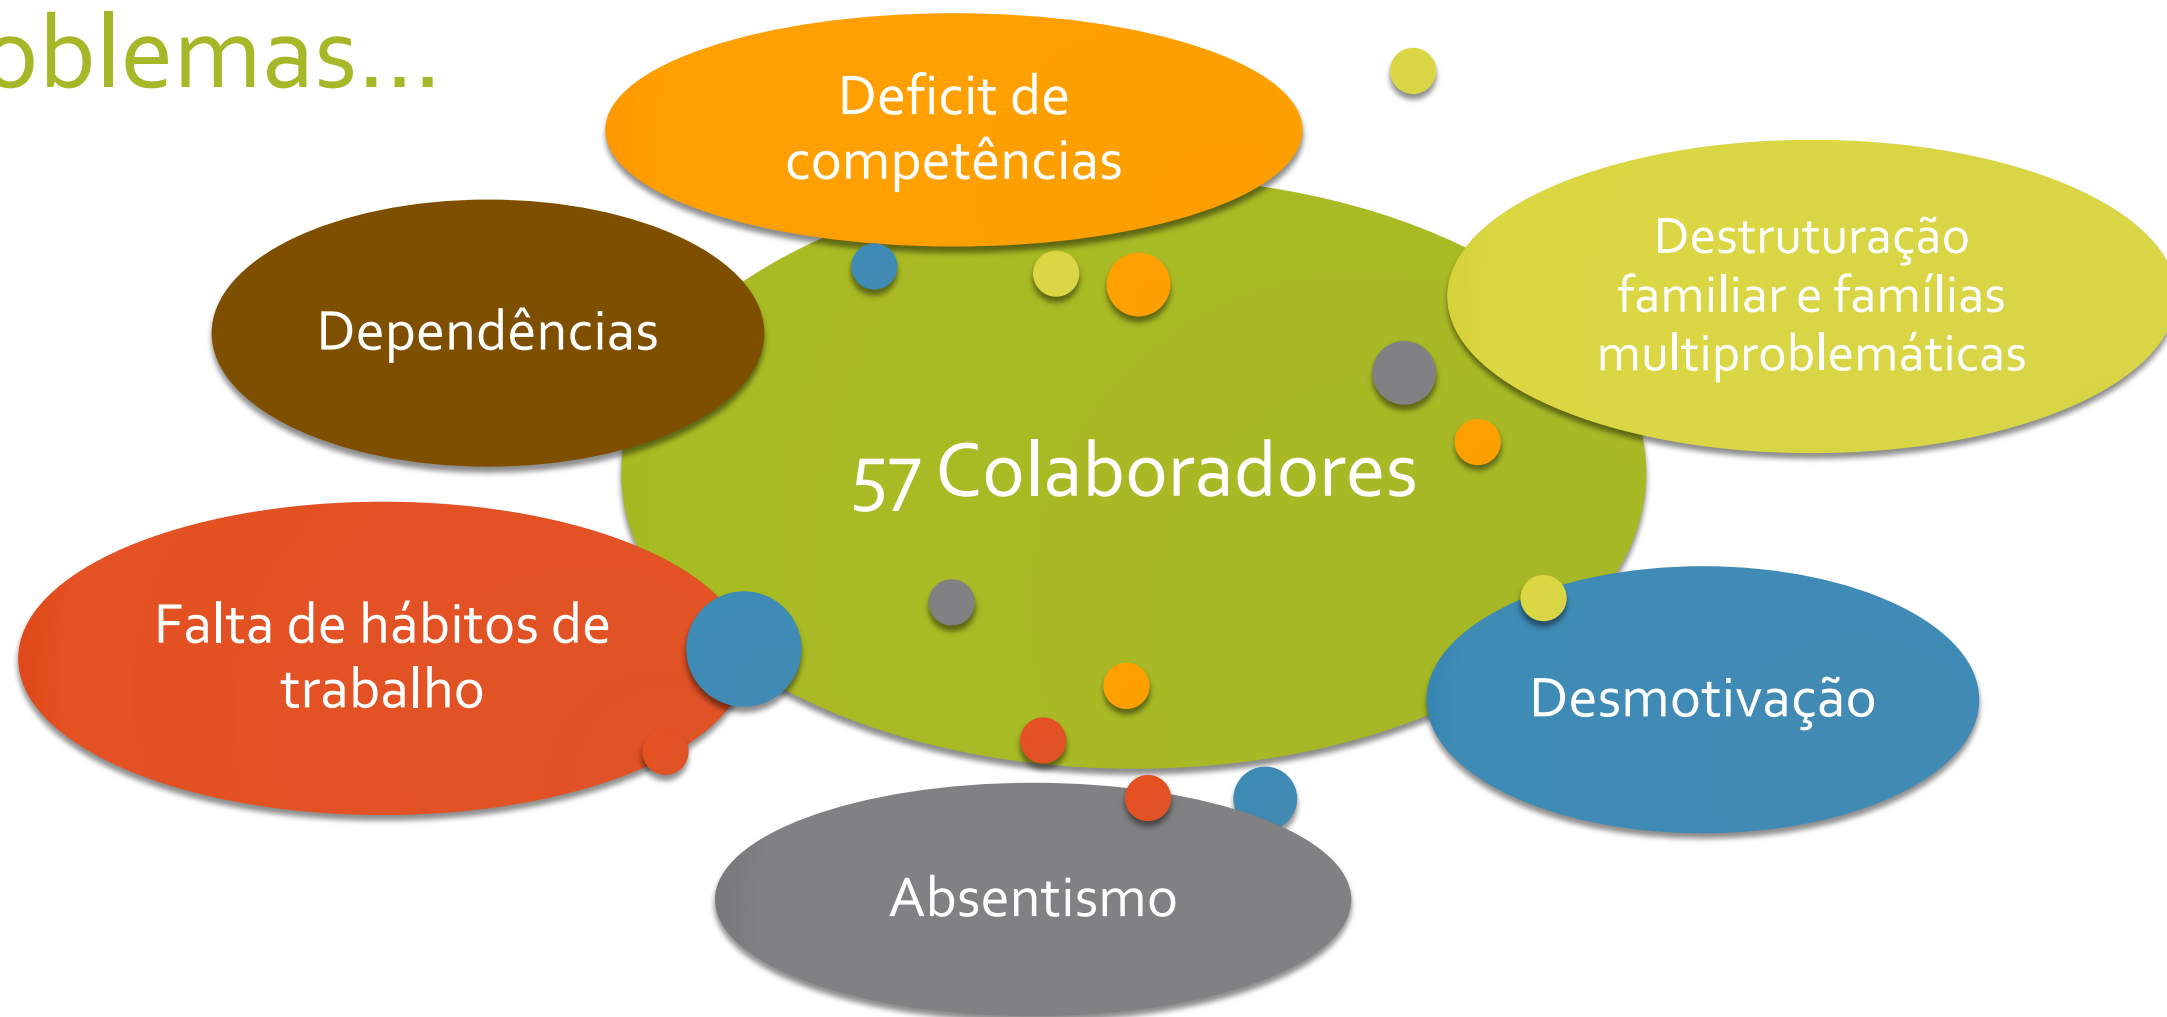 oblemas...
Deficit de
competências
Destruturação
familiar e famílias
multiproblemáticas
Dependências
57 Colaboradores
Falta de hábitos de
trabalho
Desmotivação
Absentismo